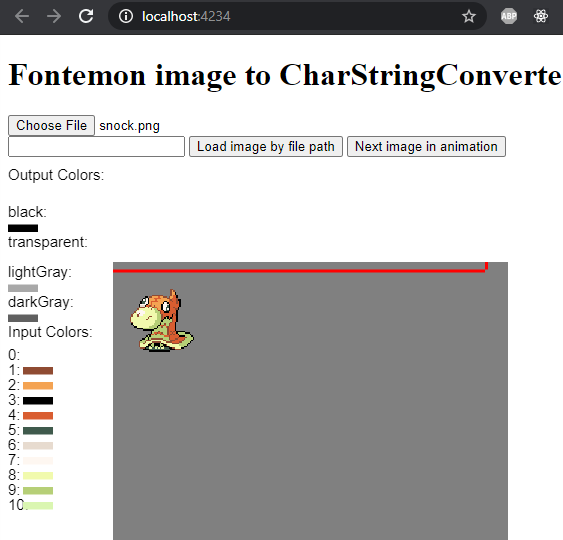 localhost:4234
ABP
Fontemon image to CharStringConverte
Choose File snock.png
Load image by file path Next image in animation
Output Colors:
black:
transparent:
lightGray:
darkGray:
Input Colors:
0:
1:
2:
3:
4:
5:
6:
7:
8:
9:
10: